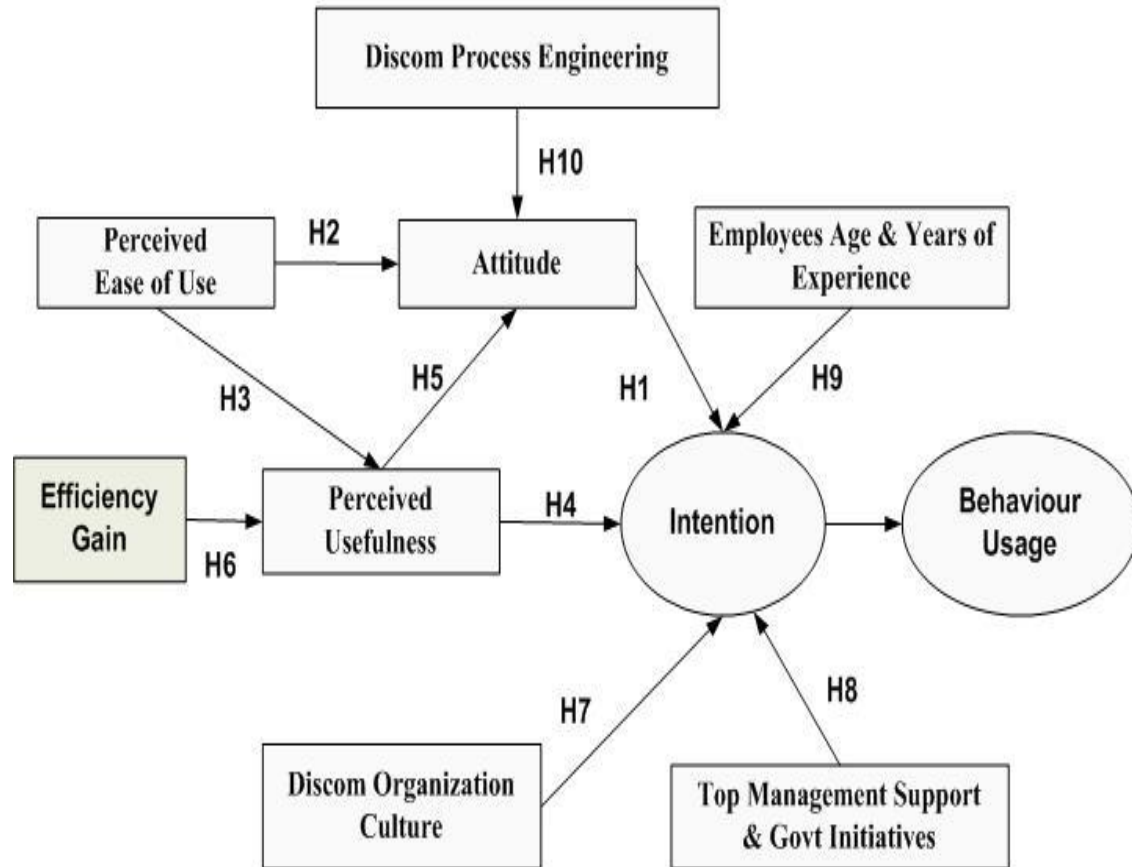 Discom Process Engineering
H10
Perceived
Ease of Use
H2
Attitude
Employees Age & Years of
Experience
H3
H5
H1
H9
Efficiency
Gain
H6
Perceived
Usefulness
H4
Intention
Behaviour
Usage
H7
H8
Discom Organization
Culture
Top Management Support
& Govt Initiatives